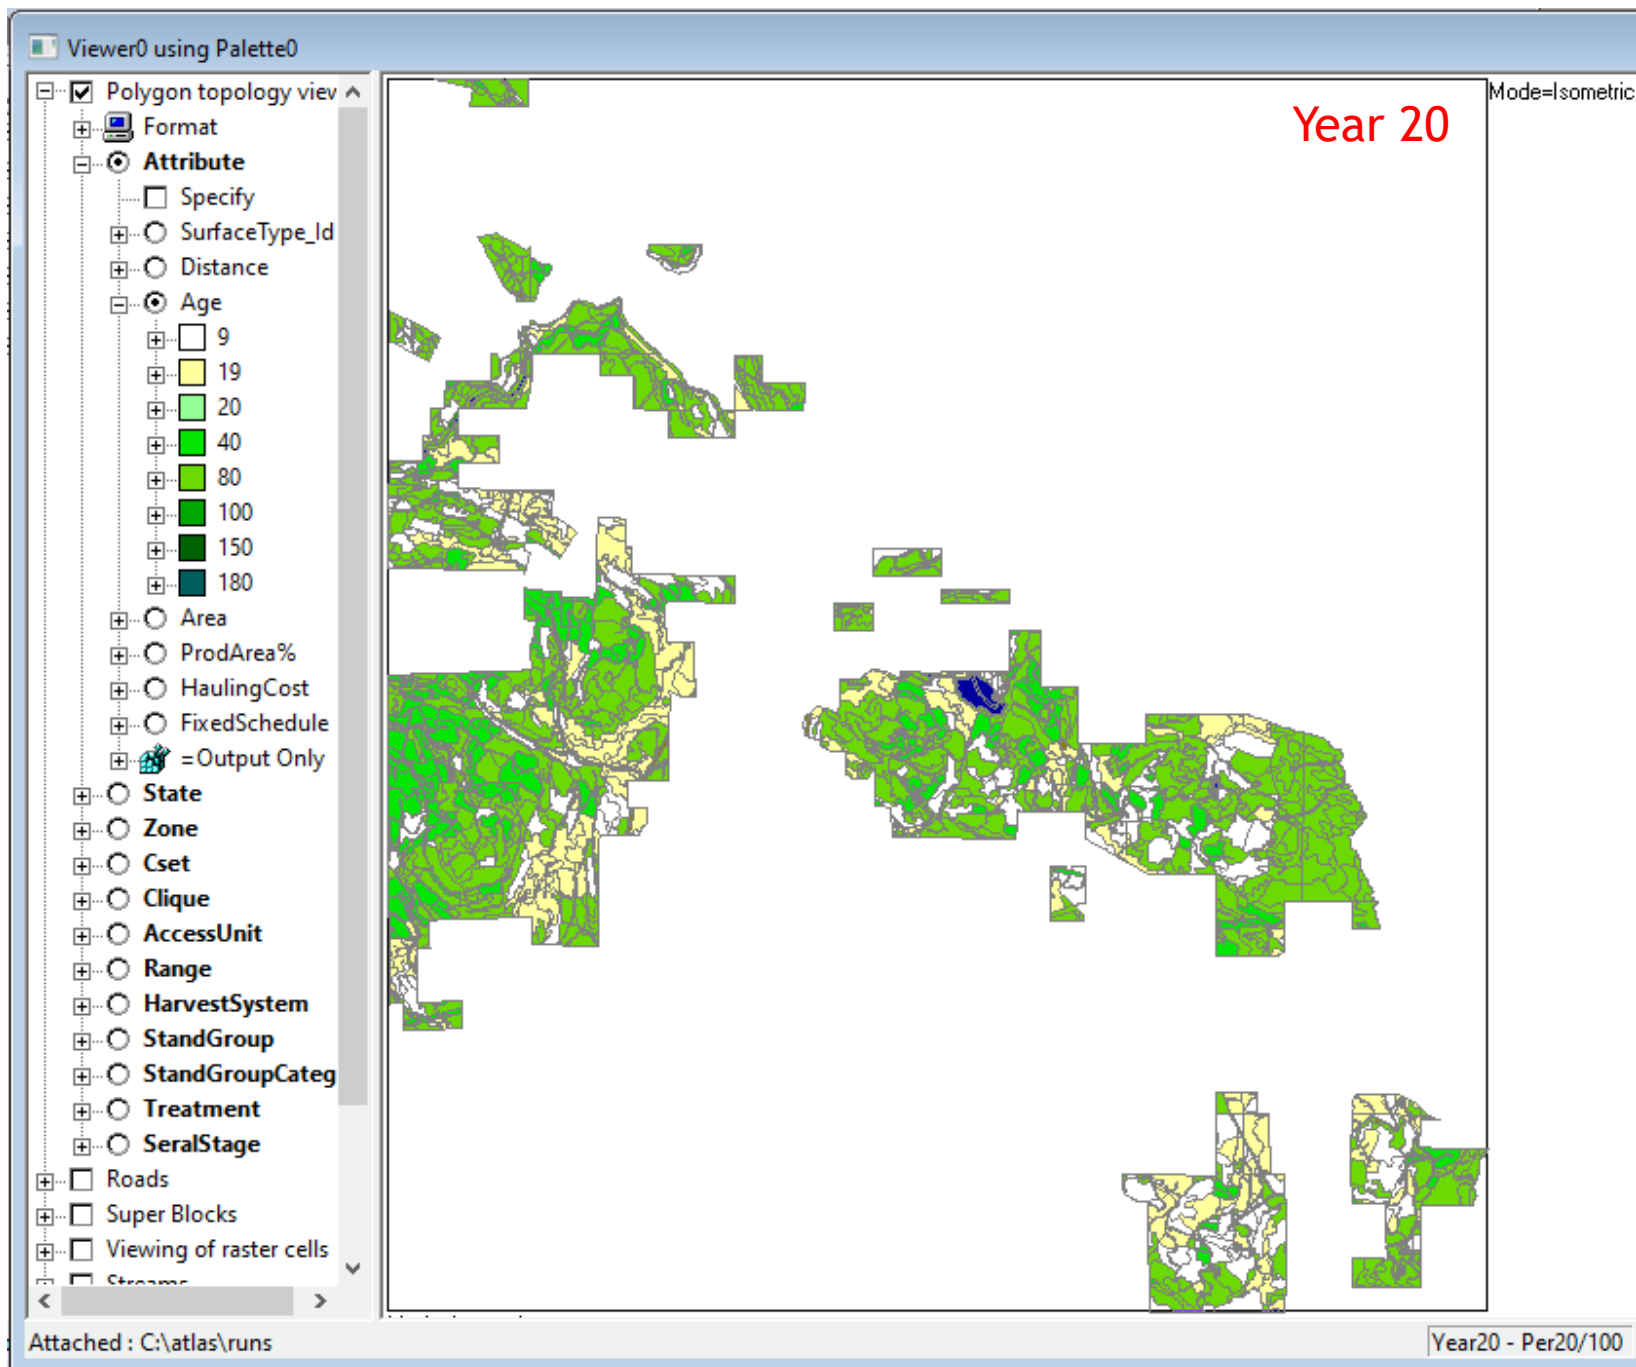 Viewer0 using Palette0
Polygon topology view
Mode=Isometric
Year 20
Format
Attribute
Specify
SurfaceType_Id
Distance
Age
9
19
20
40
80
100
150
180
Area
ProdArea%
HaulingCost
FixedSchedule
=Output Only
State
Zone
Cset
Clique
AccessUnit
Range
HarvestSystem
StandGroup
StandGroupCateg
Treatment
SeralStage
Roads
Super Blocks
Viewing of raster cells
Streams
Attached : C:\atlas\runs
Year20 - Per20/100